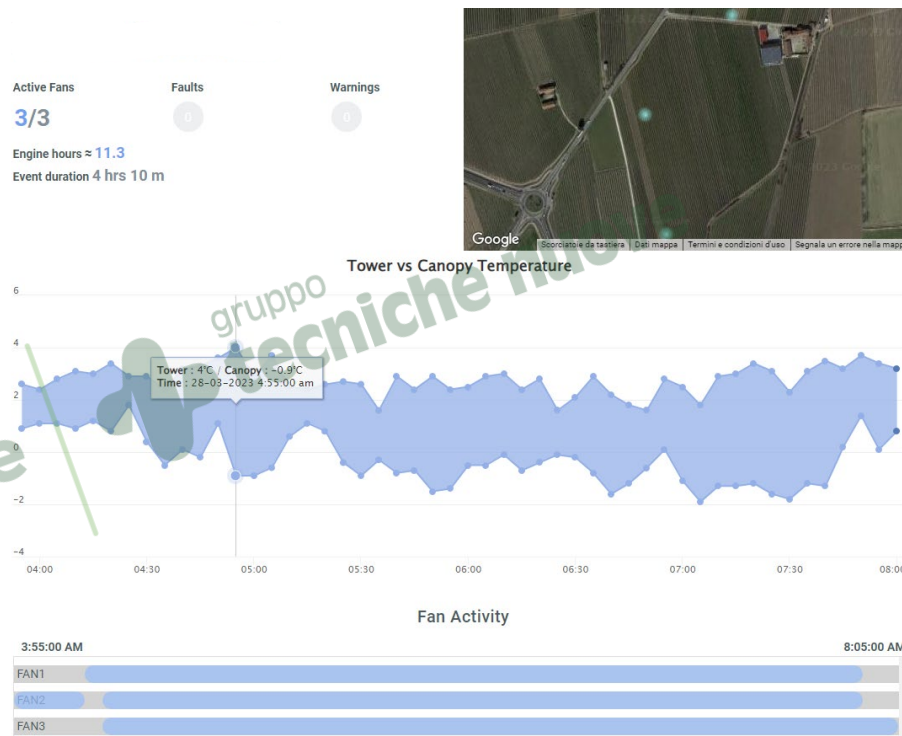 Active Fans
Faults
Warnings
3/3
0
0
Engine hours ≈ 11.3
Event duration 4 hrs 10 m
Google
Scorciatoie da tastiera
Dati mappa
Termini e condizioni d'uso
Segnala un errore nella mapp
Tower vs Canopy Temperature
gruppo
tecniche nuove
6
4
2
0
-2
-4
Tower : 4°C / Canopy : -0.9°C
Time : 28-03-2023 4:55:00 am
04:00
04:30
05:00
05:30
06:00
06:30
07:00
07:30
08:00
Fan Activity
3:55:00 AM
8:05:00 AM
FAN1
FAN2
FAN3